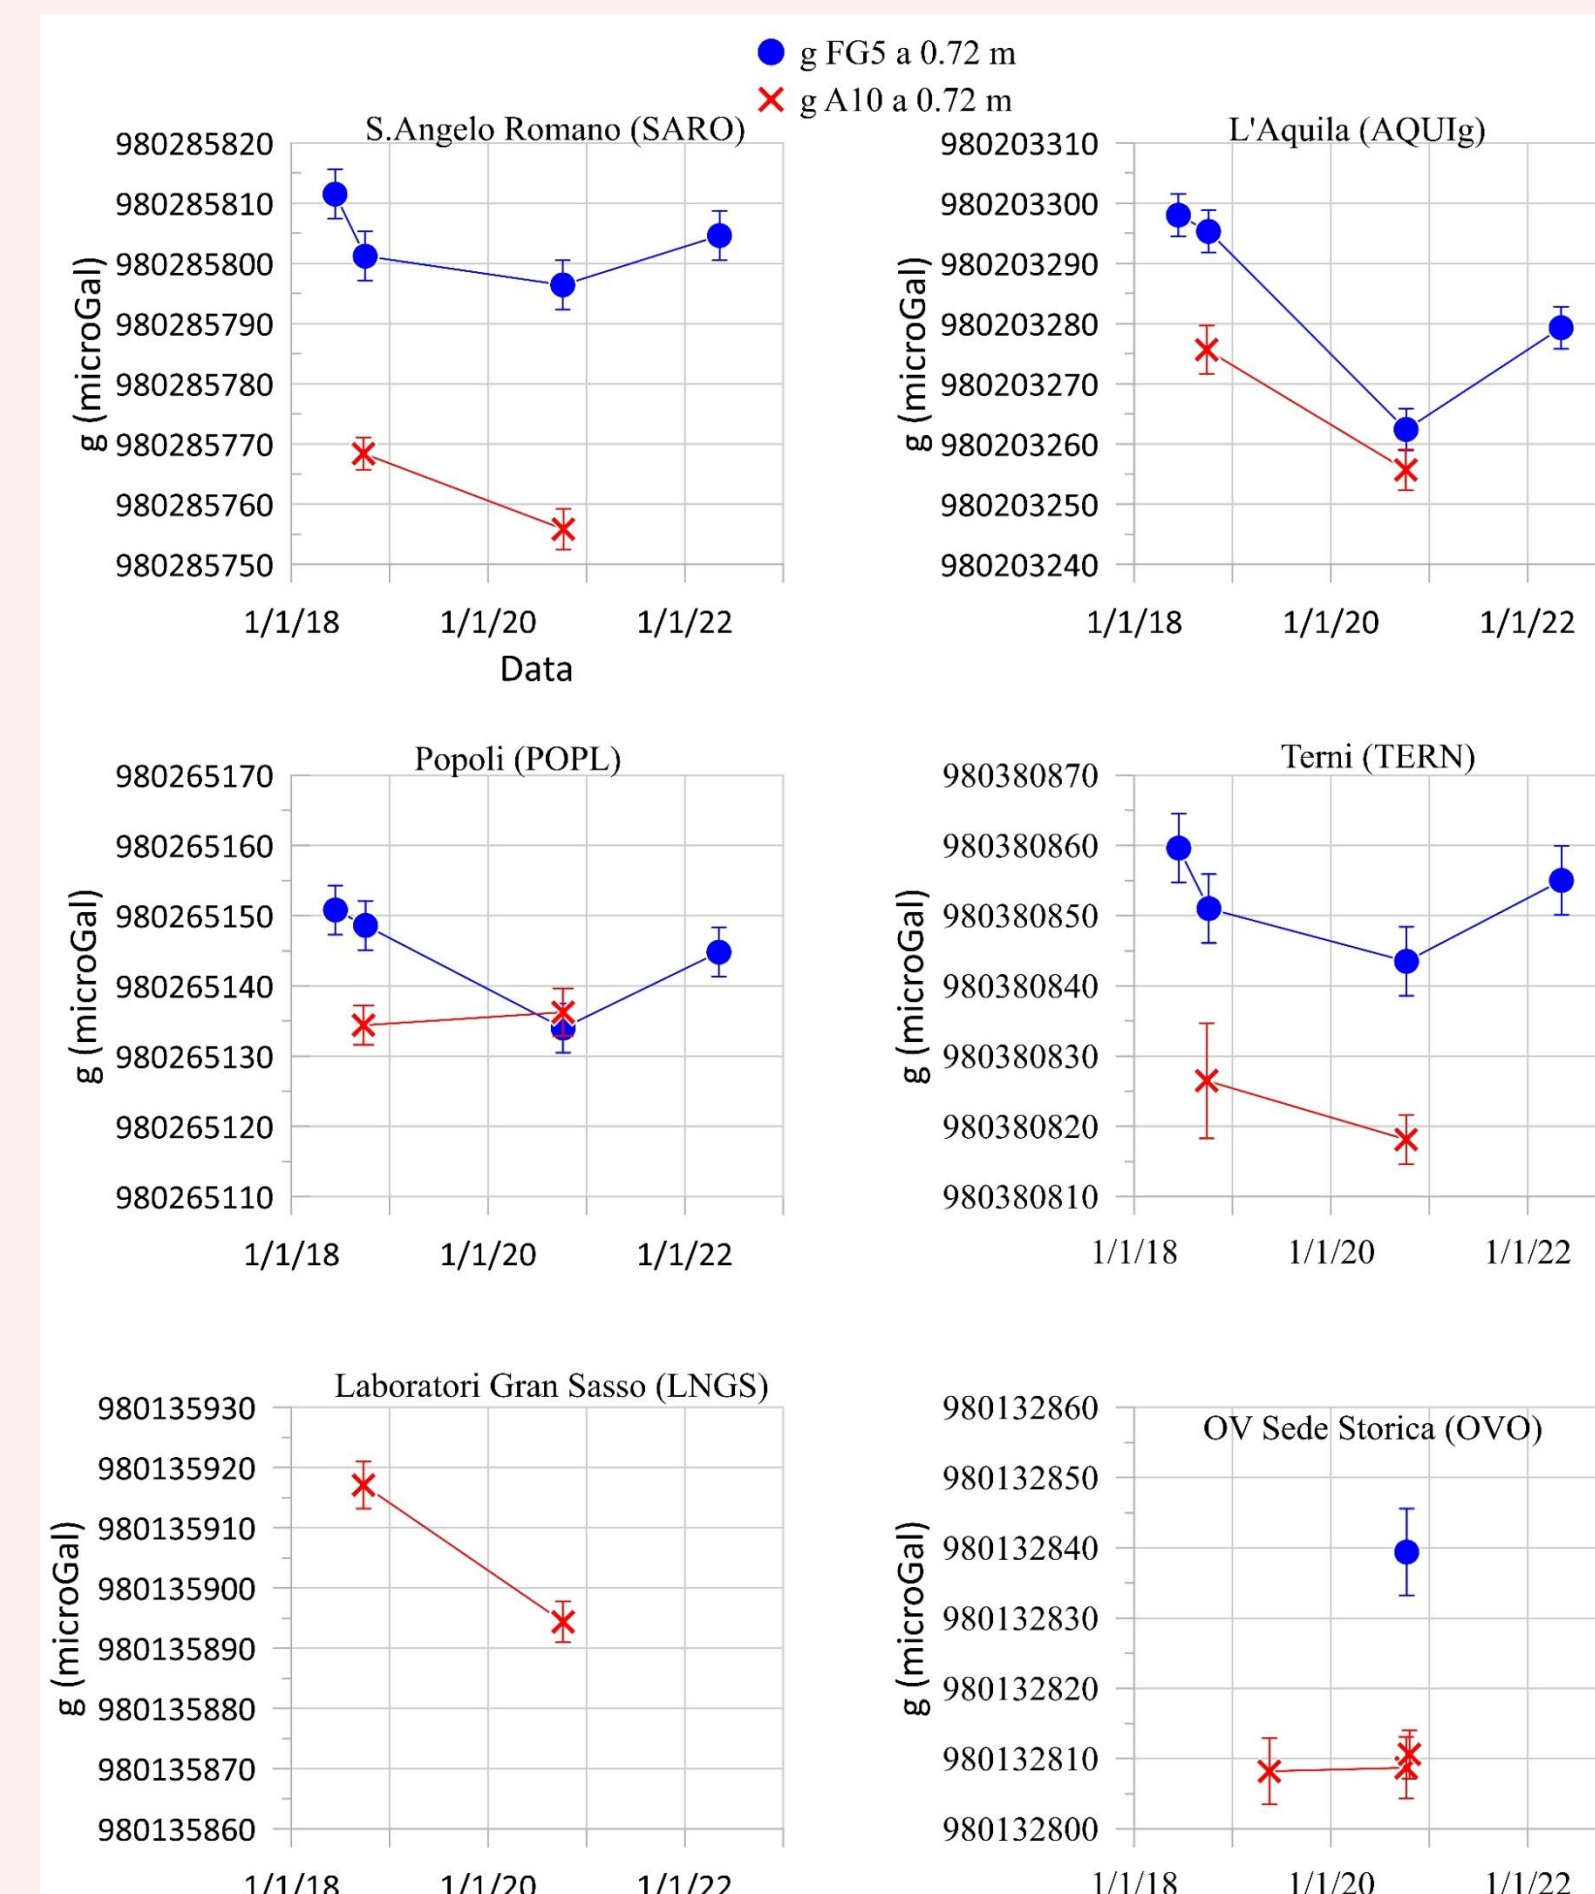 g FG5 a 0.72 m
g A10 a 0.72 m
S.Angelo Romano (SARO)
980285820
980285810
980285800
980285790
980285780
980285770
980285760
980285750
g (microGal)
1/1/18 1/1/20 1/1/22
Data
L'Aquila (AQUIg)
980203310
980203300
980203290
980203280
980203270
980203260
980203250
980203240
g (microGal)
1/1/18 1/1/20 1/1/22
Popoli (POPL)
980265170
980265160
980265150
980265140
980265130
980265120
980265110
g (microGal)
1/1/18 1/1/20 1/1/22
Terni (TERN)
980380870
980380860
980380850
980380840
980380830
980380820
980380810
g (microGal)
1/1/18 1/1/20 1/1/22
Laboratori Gran Sasso (LNGS)
980135930
980135920
980135910
980135900
980135890
980135880
980135870
980135860
g (microGal)
1/1/18 1/1/20 1/1/22
OV Sede Storica (OVO)
980132860
980132850
980132840
980132830
980132820
980132810
980132800
g (microGal)
1/1/18 1/1/20 1/1/22